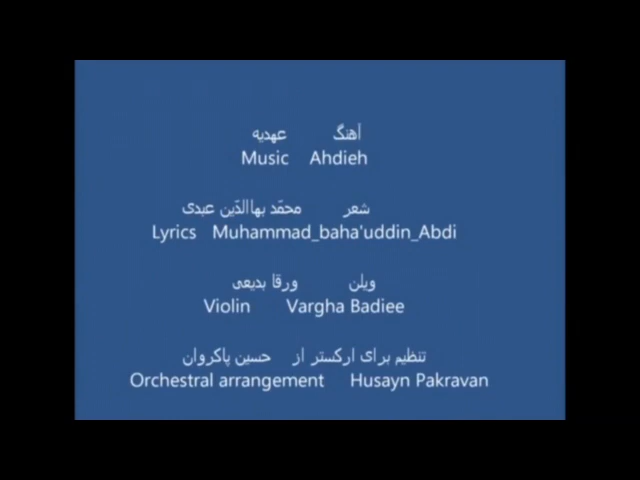 آهنگ عهدیه
Music Ahdieh
شعر محمّد بهاالدّین عبدی
Lyrics Muhammad_baha'uddin_Abdi
ویلن ورقا بدیعی
Violin Vargha Badiee
تنظیم برای ارکستر از حسین پاکروان
Orchestral arrangement Husayn Pakravan